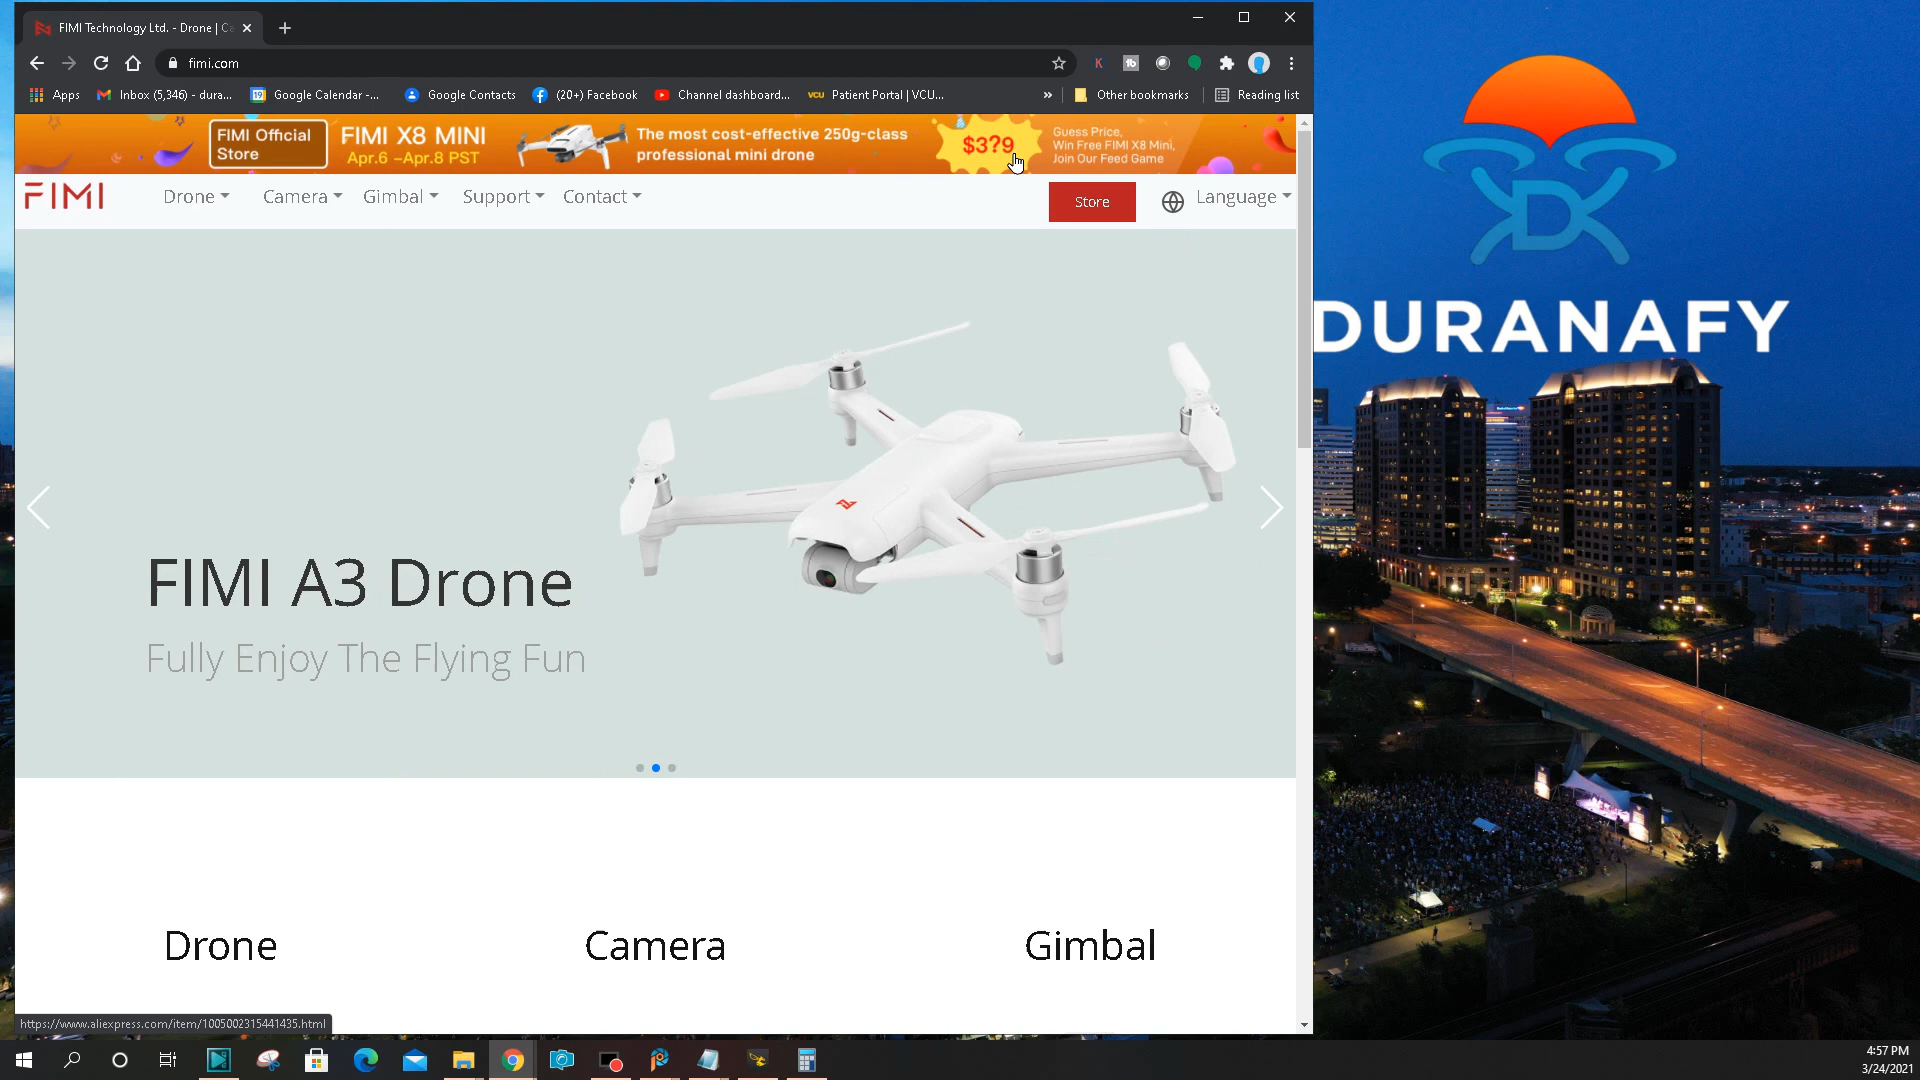 FIMI Technology Ltd. - Drone | Ca
fimi.com
Apps
Inbox (5,346) - dura...
Google Calendar -...
Google Contacts
(20+) Facebook
Channel dashboard...
VCU Patient Portal | VCU...
»
Other bookmarks
Reading list
FIMI Official
Store
FIMI X8 MINI
Apr.6 –Apr.8 PST
The most cost-effective 250g-class
professional mini drone
$3?9
Guess Price,
Win Free FIMI X8 Mini,
Join Our Feed Game
FIMI
Drone
Camera
Gimbal
Support
Contact
Store
Language
DURANAFY
FIMI A3 Drone
Fully Enjoy The Flying Fun
Drone
Camera
Gimbal
https://www.aliexpress.com/item/1005002315441435.html
4:57 PM
3/24/2021